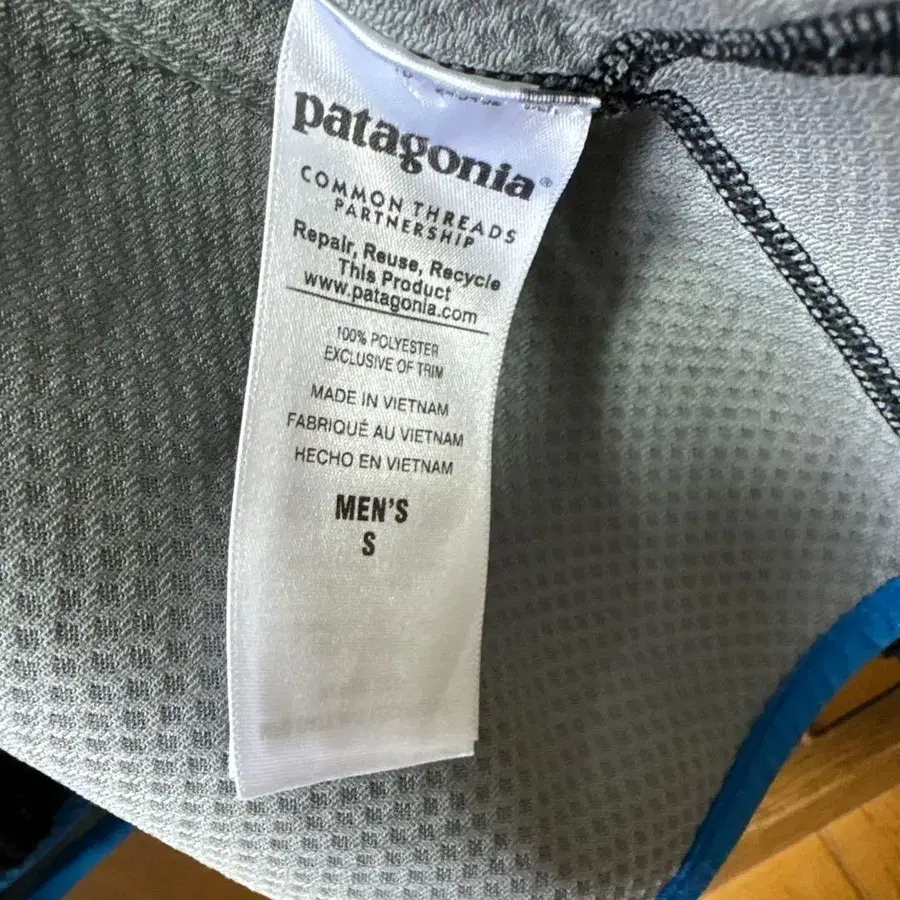 patagonia®
COMMON THREADS
PARTNERSHIP
Repair, Reuse, Recycle
This Product
www.patagonia.com
100% POLYESTER
EXCLUSIVE OF TRIM
MADE IN VIETNAM
FABRIQUÉ AU VIETNAM
HECHO EN VIETNAM
MEN'S
S